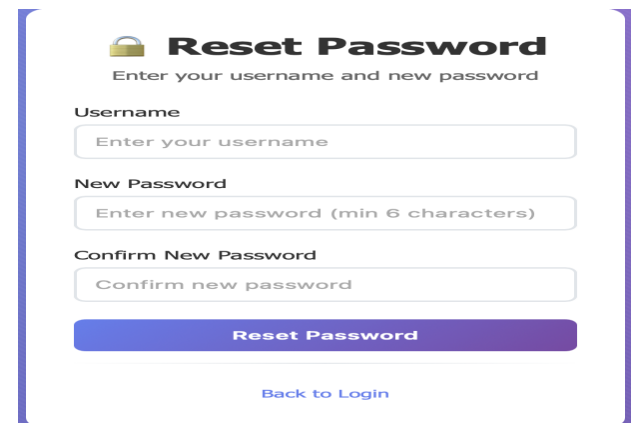 Reset Password
Enter your username and new password
Username
Enter your username
New Password
Enter new password (min 6 characters)
Confirm New Password
Confirm new password
Reset Password
Back to Login